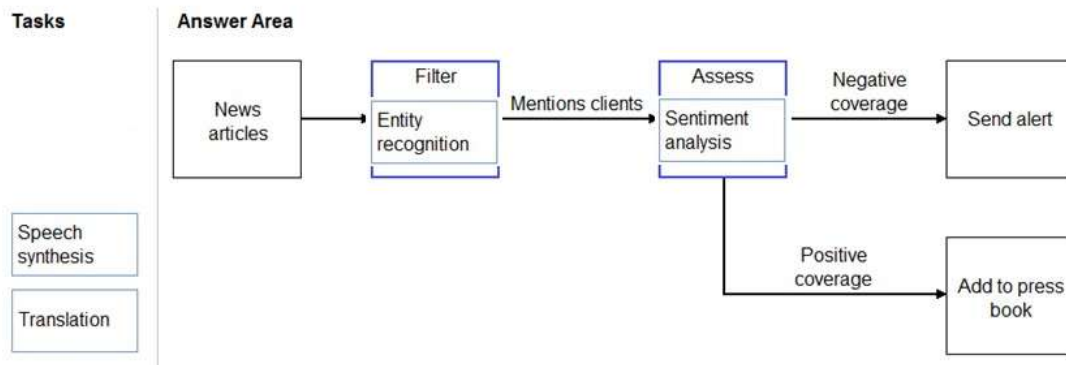 Tasks
Answer Area
News
articles
Filter
Entity
recognition
Mentions clients
Assess
Sentiment
analysis
Negative
coverage
Send alert
Speech
synthesis
Translation
Positive
coverage
Add to press
book